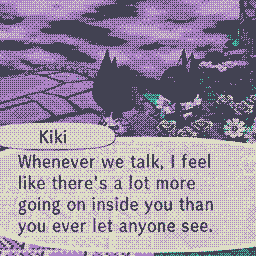 Kiki
Whenever we talk, I feel
like there's a lot more
going on inside you than
you ever let anyone see.